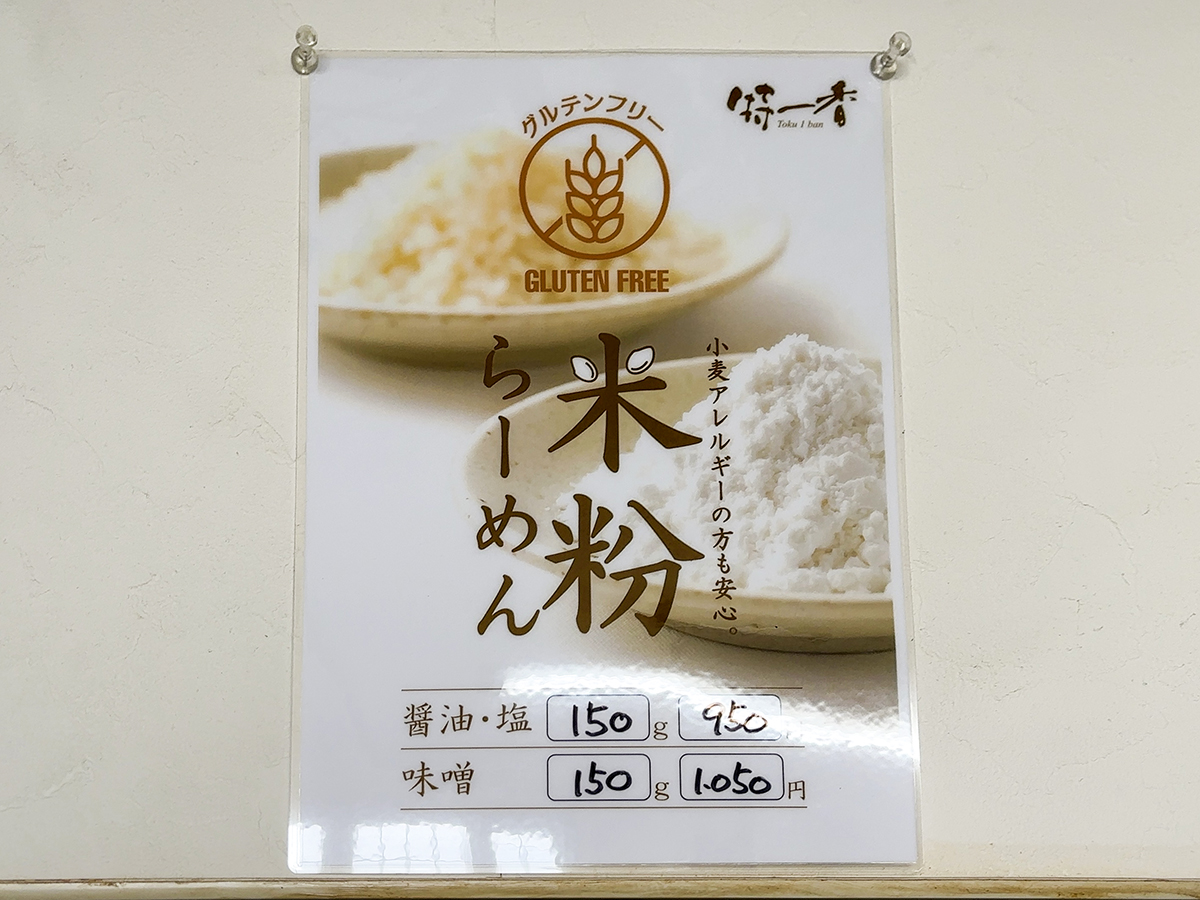 特一香
Toku 1 ban
グルテンフリー
GLUTEN FREE
小麦アレルギーの方も安心。
米粉
らーめん
醤油・塩 150 g 950
味噌 150 g 1.050 円